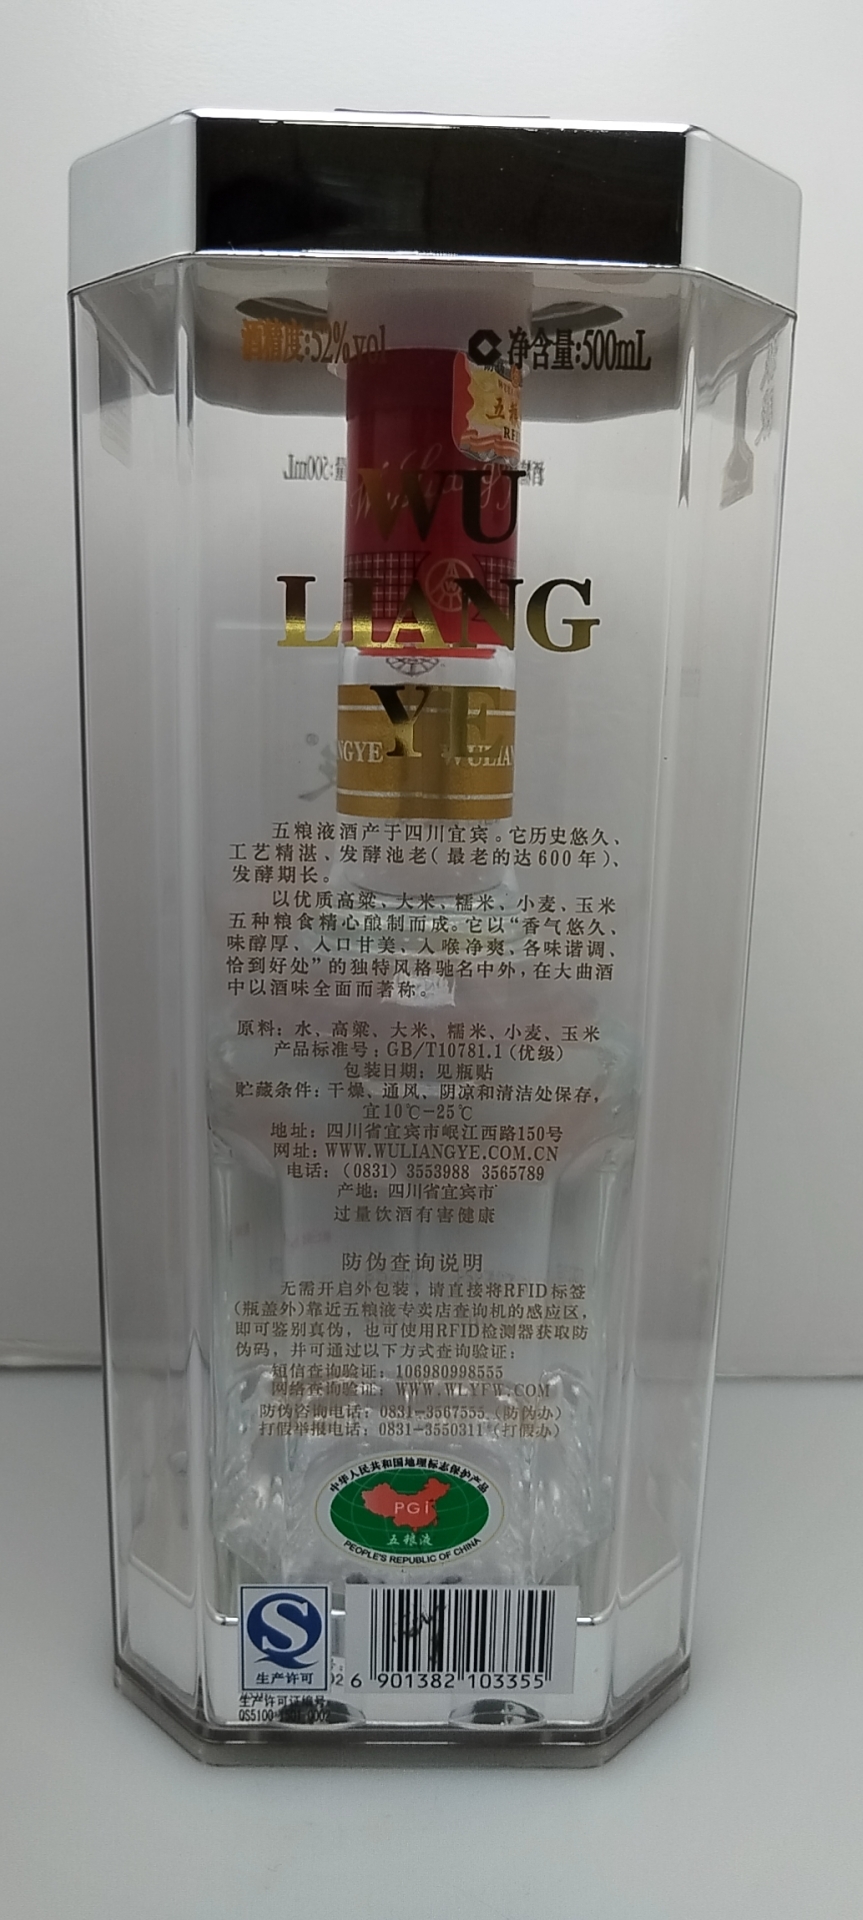 酒精度:52%vol 净含量:500mL
WU
LIANG
YE
NGYE WULIAN
五粮液酒产于四川宜宾。它历史悠久、
工艺精湛、发酵池老(最老的达600年)、
发酵期长。
以优质高粱、大米、糯米、小麦、玉米
五种粮食精心酿制而成。它以“香气悠久、
味醇厚、入口甘美、入喉净爽、各味谐调、
恰到好处”的独特风格驰名中外,在大曲酒
中以酒味全面而著称。
原料: 水、高粱、大米、糯米、小麦、玉米
产品标准号: GB/T10781.1(优级)
包装日期: 见瓶贴
贮藏条件: 干燥、通风、阴凉和清洁处保存,
宜10℃-25℃
地址: 四川省宜宾市岷江西路150号
网址: WWW.WULIANGYE.COM.CN
电话: (0831) 3553988 3565789
产地: 四川省宜宾市
过量饮酒有害健康
防伪查询说明
无需开启外包装,请直接将RFID标签
(瓶盖外)靠近五粮液专卖店查询机的感应区,
即可鉴别真伪, 也可使用RFID检测器获取防
伪码, 并可通过以下方式查询验证:
短信查询验证: 106980998555
网络查询验证: WWW.WLYFW.COM
防伪咨询电话: 0831-3567555 (防伪办)
打假举报电话: 0831-3550311 (打假办)
中华人民共和国地理标志保护产品
PGi
五粮液
PEOPLE'S REPUBLIC OF CHINA
生产许可
6 901382 103355
生产许可证编号: